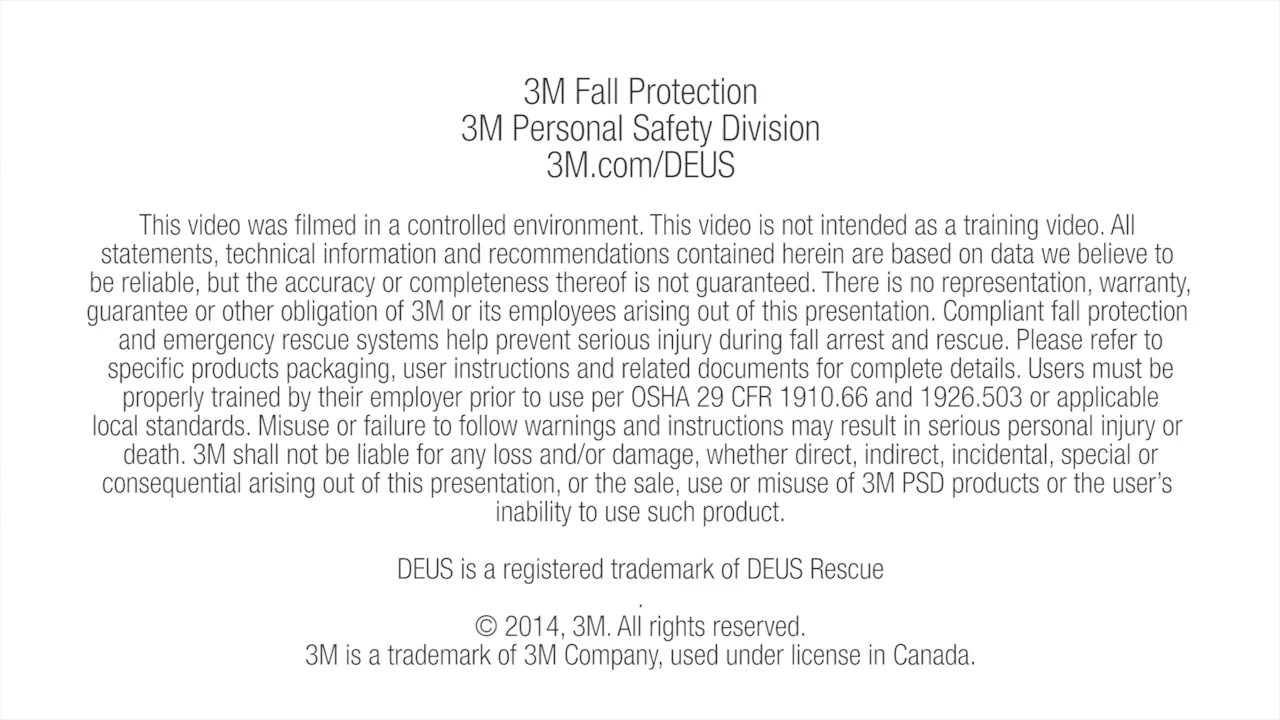 3M Fall Protection
3M Personal Safety Division
3M.com/DEUS
This video was filmed in a controlled environment. This video is not intended as a training video. All
statements, technical information and recommendations contained herein are based on data we believe to
be reliable, but the accuracy or completeness thereof is not guaranteed. There is no representation, warranty,
guarantee or other obligation of 3M or its employees arising out of this presentation. Compliant fall protection
and emergency rescue systems help prevent serious injury during fall arrest and rescue. Please refer to
specific products packaging, user instructions and related documents for complete details. Users must be
properly trained by their employer prior to use per OSHA 29 CFR 1910.66 and 1926.503 or applicable
local standards. Misuse or failure to follow warnings and instructions may result in serious personal injury or
death. 3M shall not be liable for any loss and/or damage, whether direct, indirect, incidental, special or
consequential arising out of this presentation, or the sale, use or misuse of 3M PSD products or the user's
inability to use such product.
DEUS is a registered trademark of DEUS Rescue
.
© 2014, 3M. All rights reserved.
3M is a trademark of 3M Company, used under license in Canada.